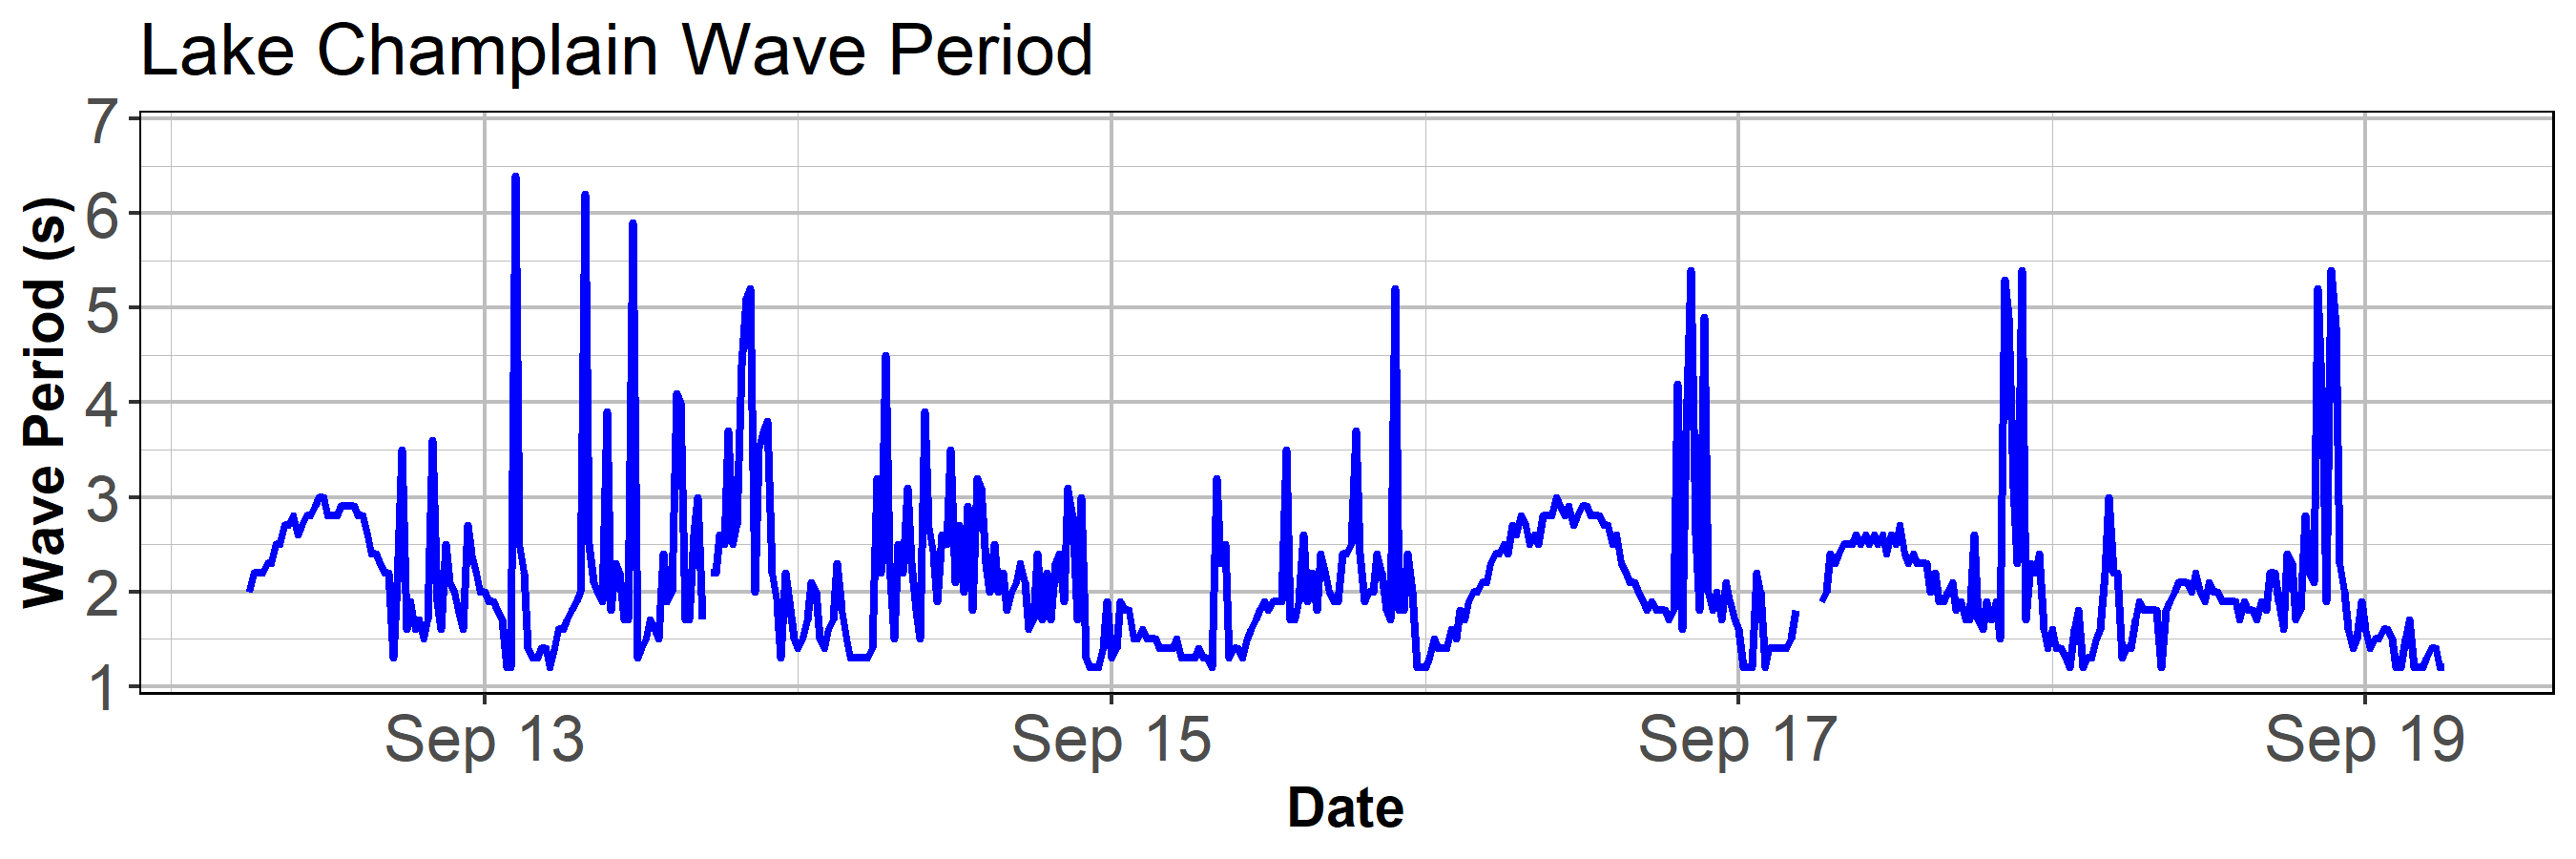 Lake Champlain Wave Period
Wave Period (s)
7
6
5
4
3
2
1
Sep 13
Sep 15
Sep 17
Sep 19
Date